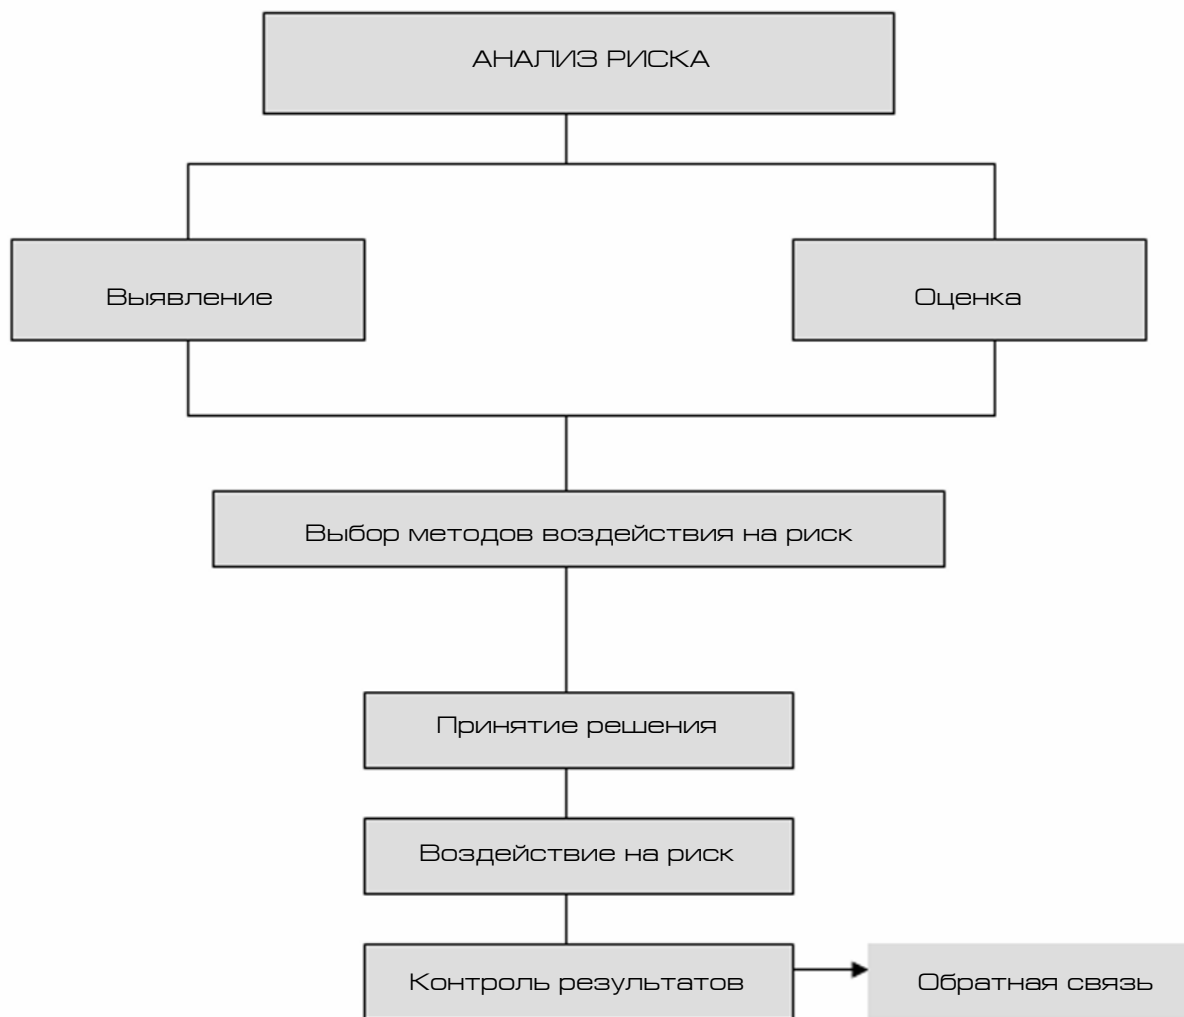 АНАЛИЗ РИСКА
Выявление
Оценка
Выбор методов воздействия на риск
Принятие решения
Воздействие на риск
Контроль результатов
Обратная связь